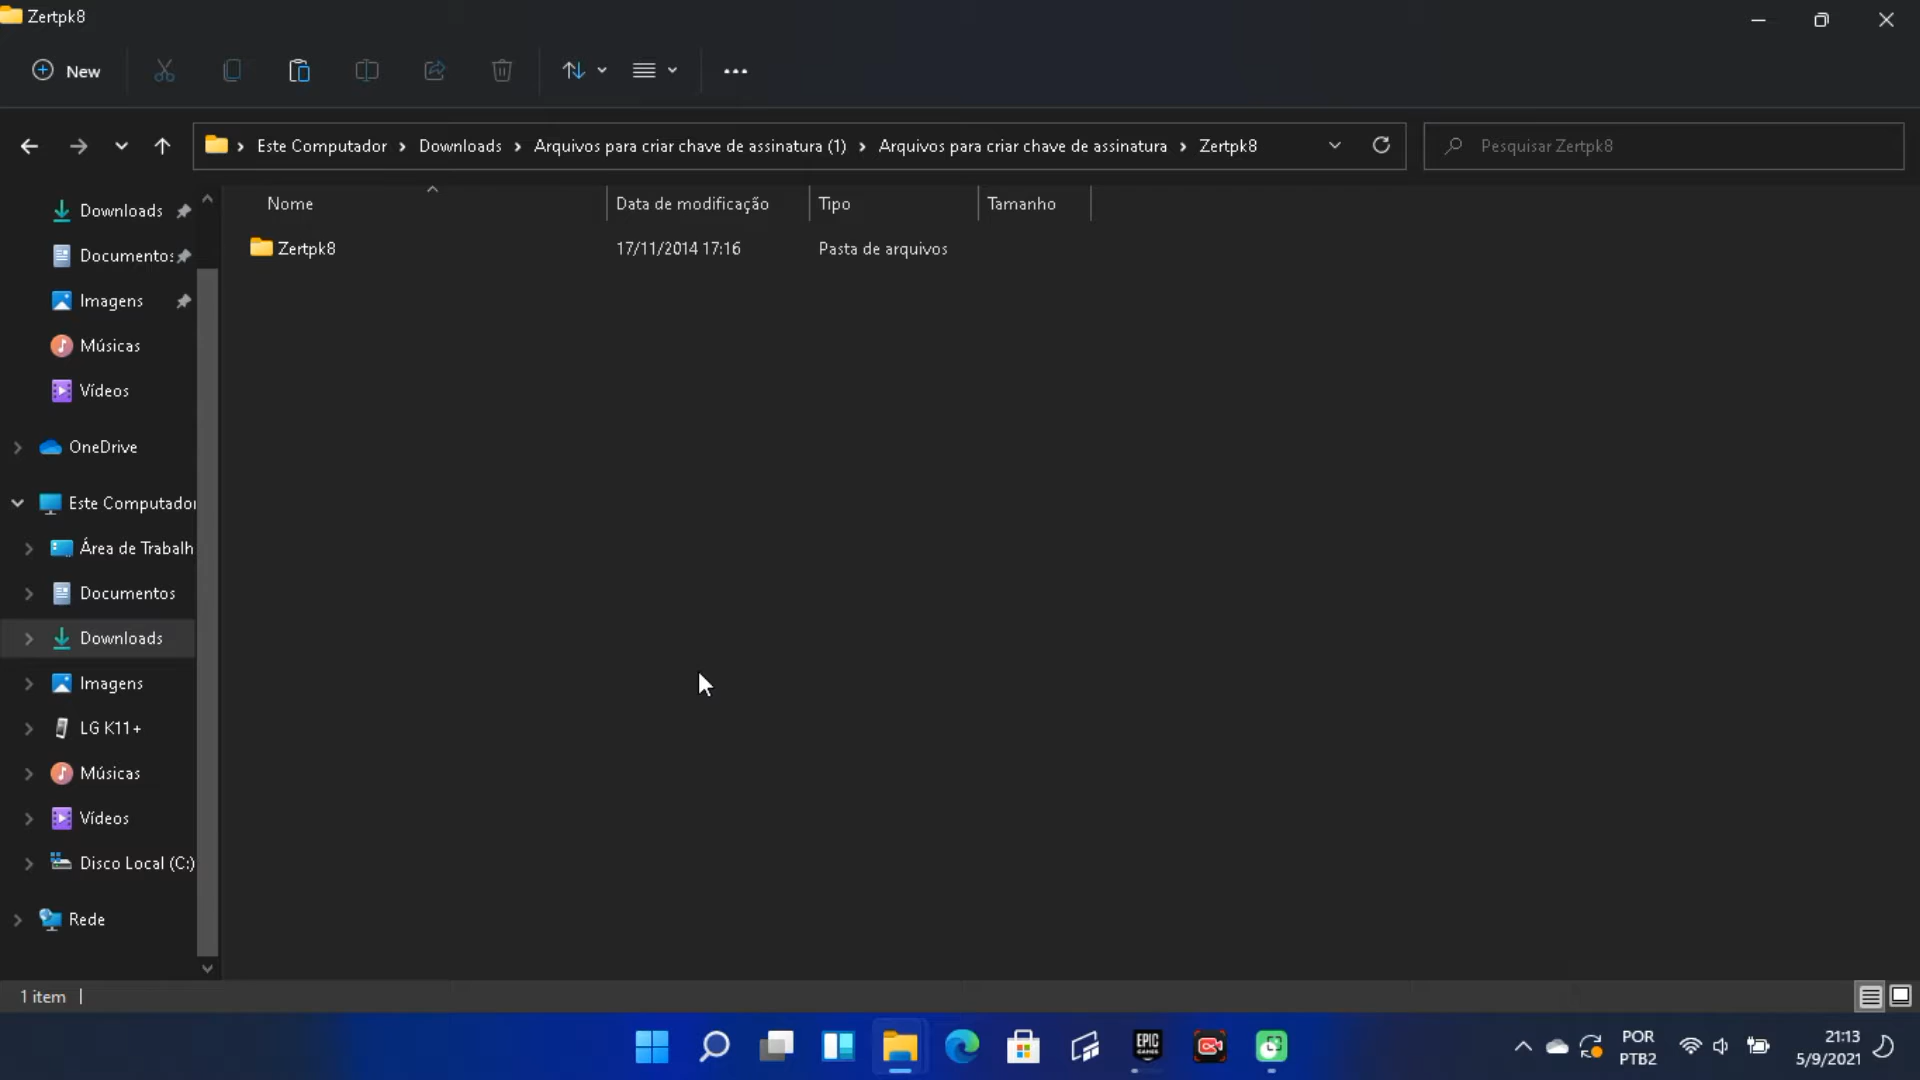 Zertpk8
New
Este Computador
Downloads
Arquivos para criar chave de assinatura (1)
Arquivos para criar chave de assinatura
Zertpk8
Pesquisar Zertpk8
Nome
Data de modificação
Tipo
Tamanho
Zertpk8
17/11/2014 17:16
Pasta de arquivos
Downloads
Documentos
Imagens
Músicas
Vídeos
OneDrive
Este Computador
Área de Trabalh
Documentos
Downloads
Imagens
LG K11+
Músicas
Vídeos
Disco Local (C:)
Rede
1 item
EPIC
GAMES
POR
PTB2
21:13
5/9/2021